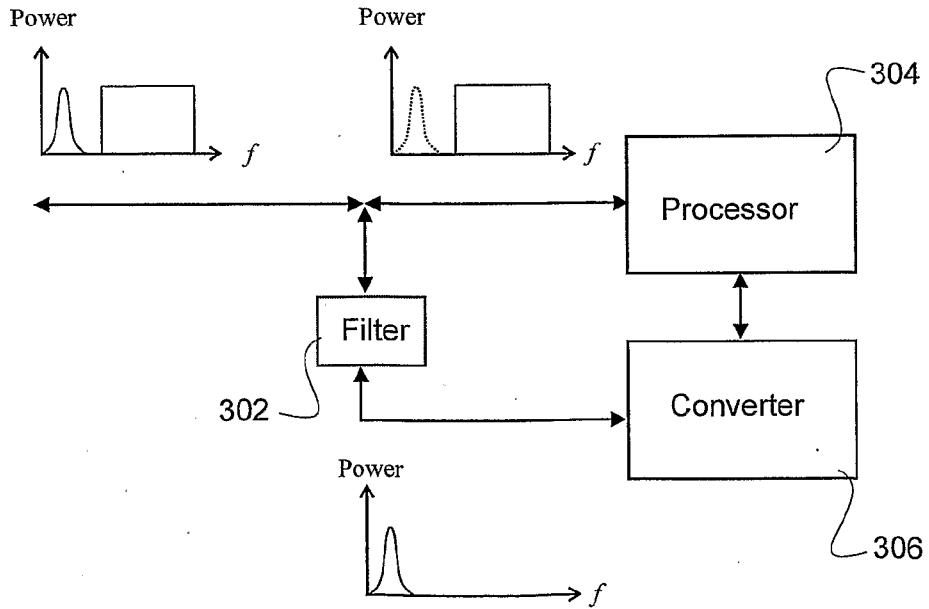 Power
Power
f
f
304
Processor
Filter
302
Converter
Power
306
f